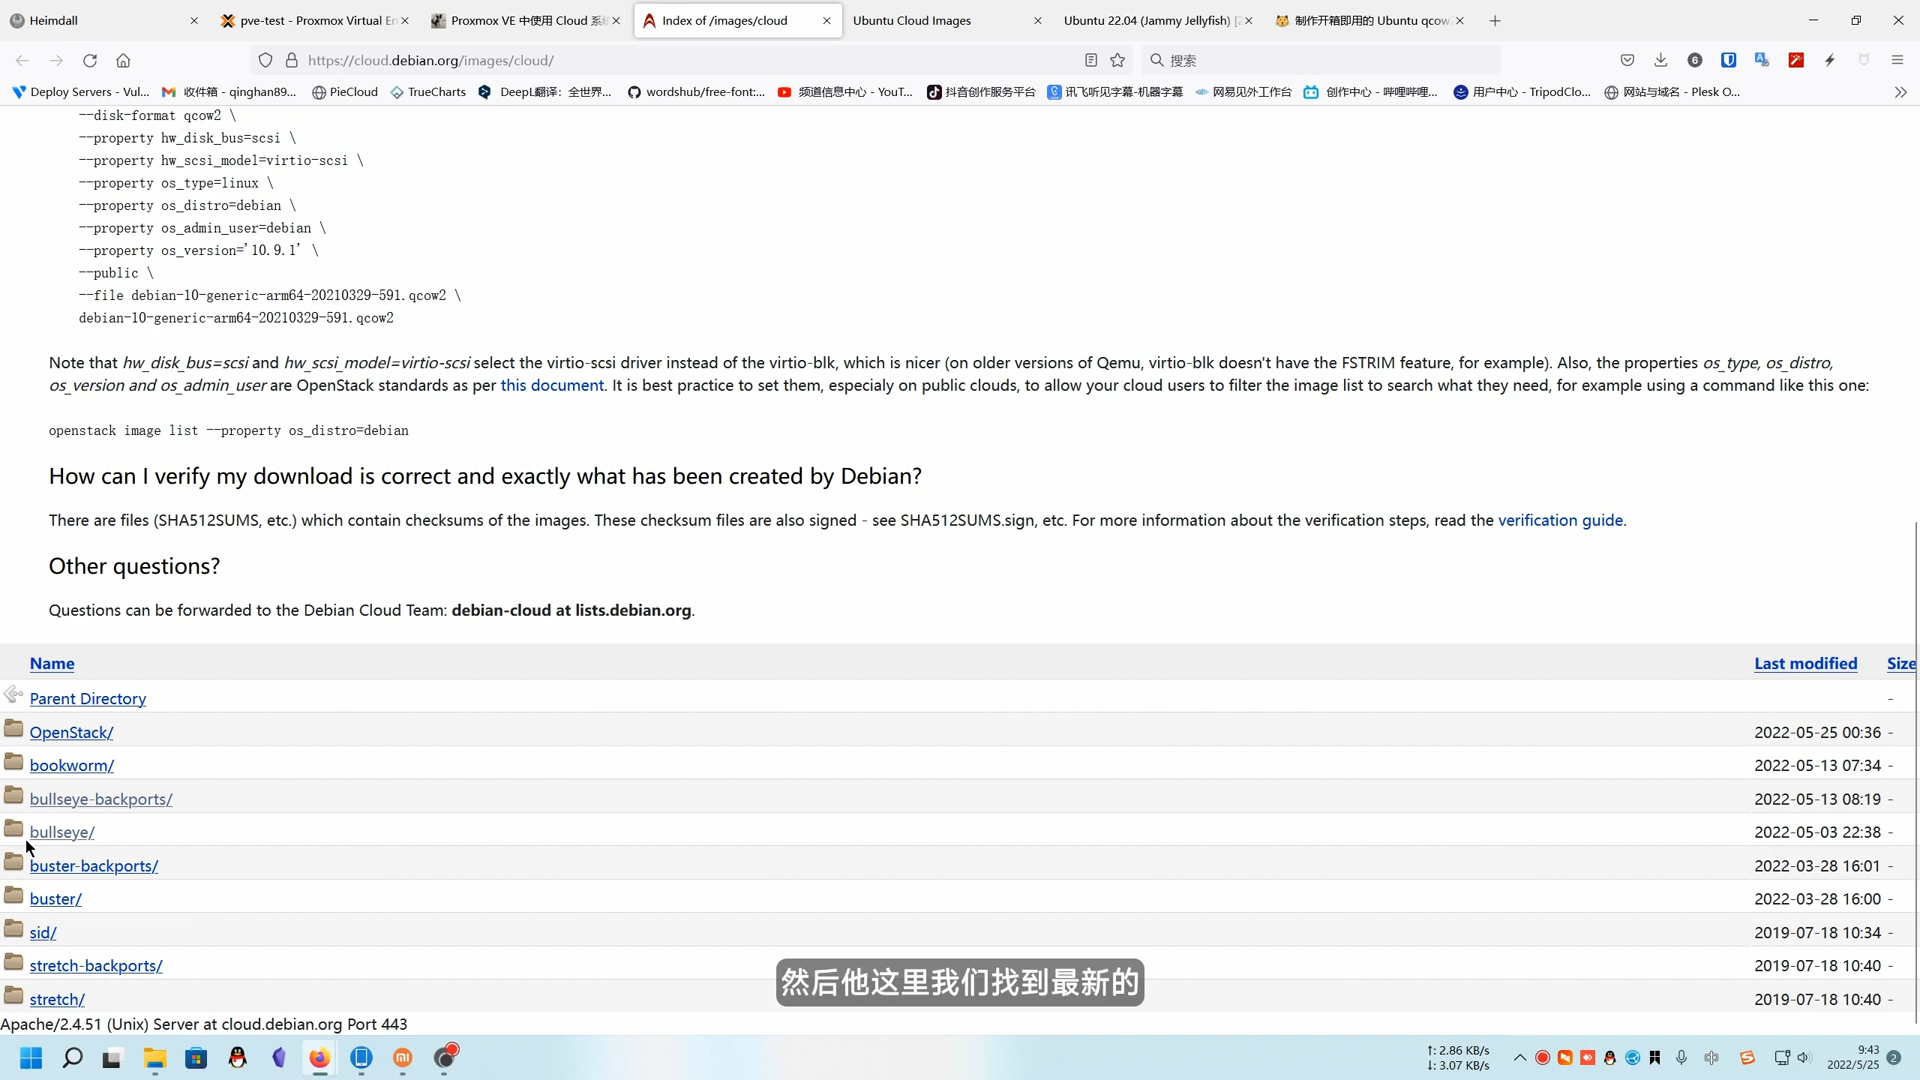 Heimdall
pve-test - Proxmox Virtual En
Proxmox VE 中使用 Cloud 系统
Index of /images/cloud
Ubuntu Cloud Images
Ubuntu 22.04 (Jammy Jellyfish) [2
制作开箱即用的 Ubuntu qcow
https://cloud.debian.org/images/cloud/
搜索
6
Deploy Servers - Vul...
收件箱 - qinghan89...
PieCloud
TrueCharts
DeepL翻译：全世界...
wordshub/free-font:...
频道信息中心 - YouT...
抖音创作服务平台
讯飞听见字幕-机器字幕
网易见外工作台
创作中心 - 哔哩哔哩...
用户中心 - TripodClo...
网站与域名 - Plesk O...
--disk-format qcow2 \
--property hw_disk_bus=scsi \
--property hw_scsi_model=virtio-scsi \
--property os_type=linux \
--property os_distro=debian \
--property os_admin_user=debian \
--property os_version='10.9.1' \
--public \
--file debian-10-generic-arm64-20210329-591.qcow2 \
debian-10-generic-arm64-20210329-591.qcow2
Note that hw_disk_bus=scsi and hw_scsi_model=virtio-scsi select the virtio-scsi driver instead of the virtio-blk, which is nicer (on older versions of Qemu, virtio-blk doesn't have the FSTRIM feature, for example). Also, the properties os_type, os_distro,
os_version and os_admin_user are OpenStack standards as per this document. It is best practice to set them, especialy on public clouds, to allow your cloud users to filter the image list to search what they need, for example using a command like this one:
openstack image list --property os_distro=debian
How can I verify my download is correct and exactly what has been created by Debian?
There are files (SHA512SUMS, etc.) which contain checksums of the images. These checksum files are also signed - see SHA512SUMS.sign, etc. For more information about the verification steps, read the verification guide.
Other questions?
Questions can be forwarded to the Debian Cloud Team: debian-cloud at lists.debian.org.
Name Last modified Size
Parent Directory -
OpenStack/ 2022-05-25 00:36 -
bookworm/ 2022-05-13 07:34 -
bullseye-backports/ 2022-05-13 08:19 -
bullseye/ 2022-05-03 22:38 -
buster-backports/ 2022-03-28 16:01 -
buster/ 2022-03-28 16:00 -
sid/ 2019-07-18 10:34 -
stretch-backports/ 2019-07-18 10:40 -
stretch/ 2019-07-18 10:40 -
然后他这里我们找到最新的
Apache/2.4.51 (Unix) Server at cloud.debian.org Port 443
↑: 2.86 KB/s
↓: 3.07 KB/s
9:43
2022/5/25
2